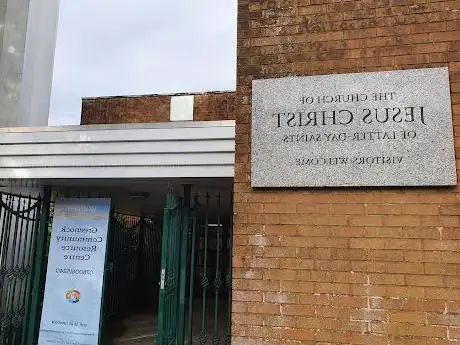 THE CHURCH OF
JESUS CHRIST
OF LATTER-DAY SAINTS
VISITORS WELCOME
Greenock
Community
Resource
Centre